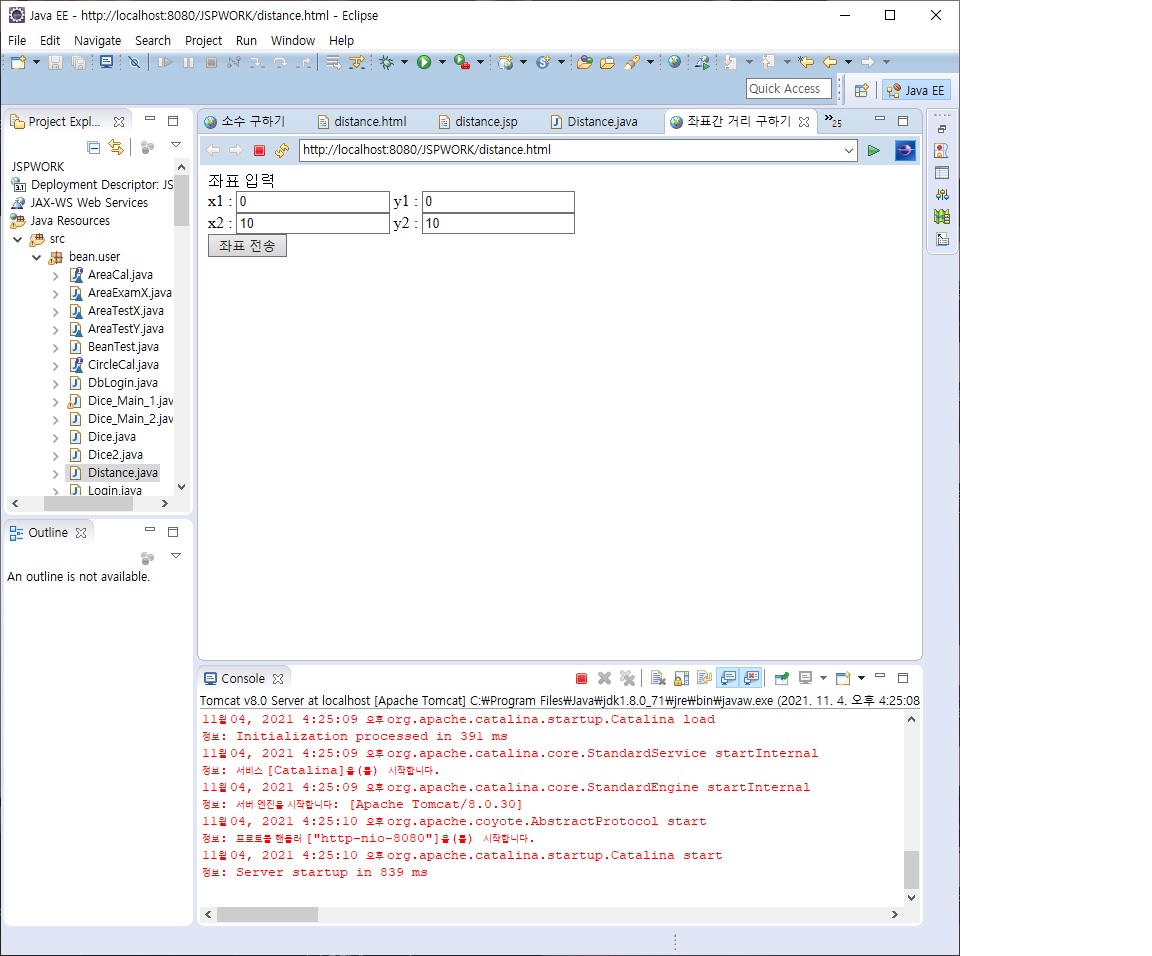 Java EE - http://localhost:8080/JSPWORK/distance.html - Eclipse
File Edit Navigate Search Project Run Window Help
Quick Access
Java EE
Project Expl...
JSPWORK
Deployment Descriptor: JS
JAX-WS Web Services
Java Resources
src
bean.user
AreaCal.java
AreaExamX.java
AreaTestX.java
AreaTestY.java
BeanTest.java
CircleCal.java
DbLogin.java
Dice_Main_1.jav
Dice_Main_2.jav
Dice.java
Dice2.java
Distance.java
Login.java
Outline
An outline is not available.
소수 구하기 distance.html distance.jsp Distance.java 좌표간 거리 구하기 »25
http://localhost:8080/JSPWORK/distance.html
좌표 입력
x1 : 0 y1 : 0
x2 : 10 y2 : 10
좌표 전송
Console
Tomcat v8.0 Server at localhost [Apache Tomcat] C:₩Program Files₩Java₩jdk1.8.0_71₩jre₩bin₩javaw.exe (2021. 11. 4. 오후 4:25:08
11월 04, 2021 4:25:09 오후 org.apache.catalina.startup.Catalina load
정보: Initialization processed in 391 ms
11월 04, 2021 4:25:09 오후 org.apache.catalina.core.StandardService startInternal
정보: 서비스 [Catalina]을(를) 시작합니다.
11월 04, 2021 4:25:09 오후 org.apache.catalina.core.StandardEngine startInternal
정보: 서버 엔진을 시작합니다: [Apache Tomcat/8.0.30]
11월 04, 2021 4:25:10 오후 org.apache.coyote.AbstractProtocol start
정보: 프로토콜 핸들러 ["http-nio-8080"]을(를) 시작합니다.
11월 04, 2021 4:25:10 오후 org.apache.catalina.startup.Catalina start
정보: Server startup in 839 ms